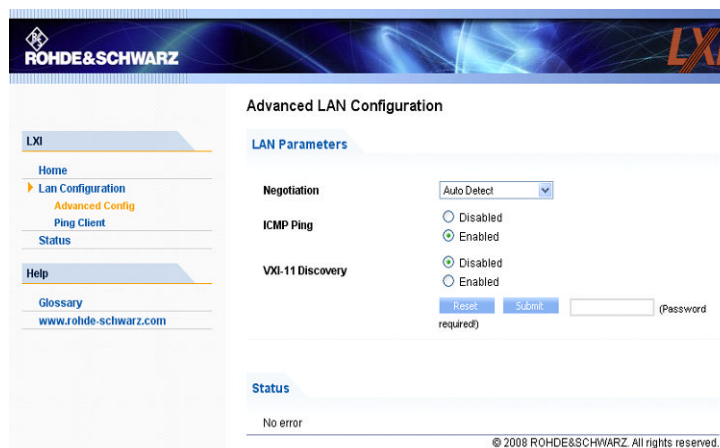 ROHDE&SCHWARZ
LXI
Advanced LAN Configuration
LXI
Home
Lan Configuration
Advanced Config
Ping Client
Status
Help
Glossary
www.rohde-schwarz.com
LAN Parameters
Negotiation
Auto Detect
ICMP Ping
Disabled
Enabled
VXI-11 Discovery
Disabled
Enabled
Reset Submit (Password
required!)
Status
No error
© 2008 ROHDE&SCHWARZ. All rights reserved.